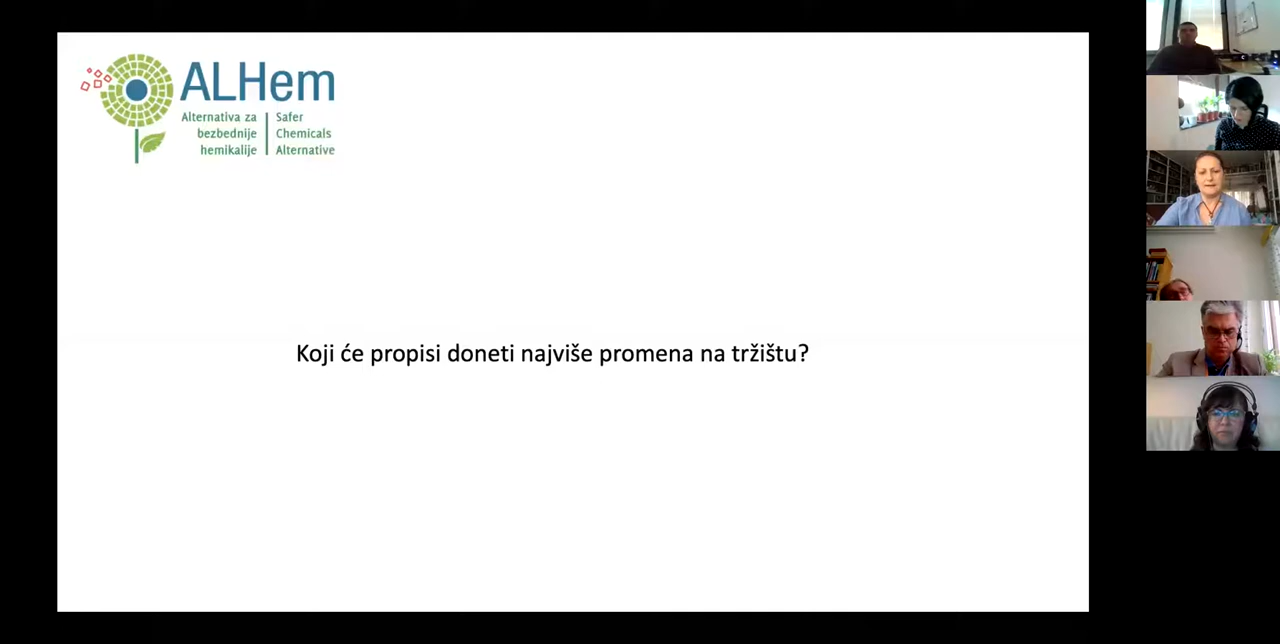 ALHem
Alternativa za
bezbednije
hemikalije
Safer
Chemicals
Alternative
Koji će propisi doneti najviše promena na tržištu?